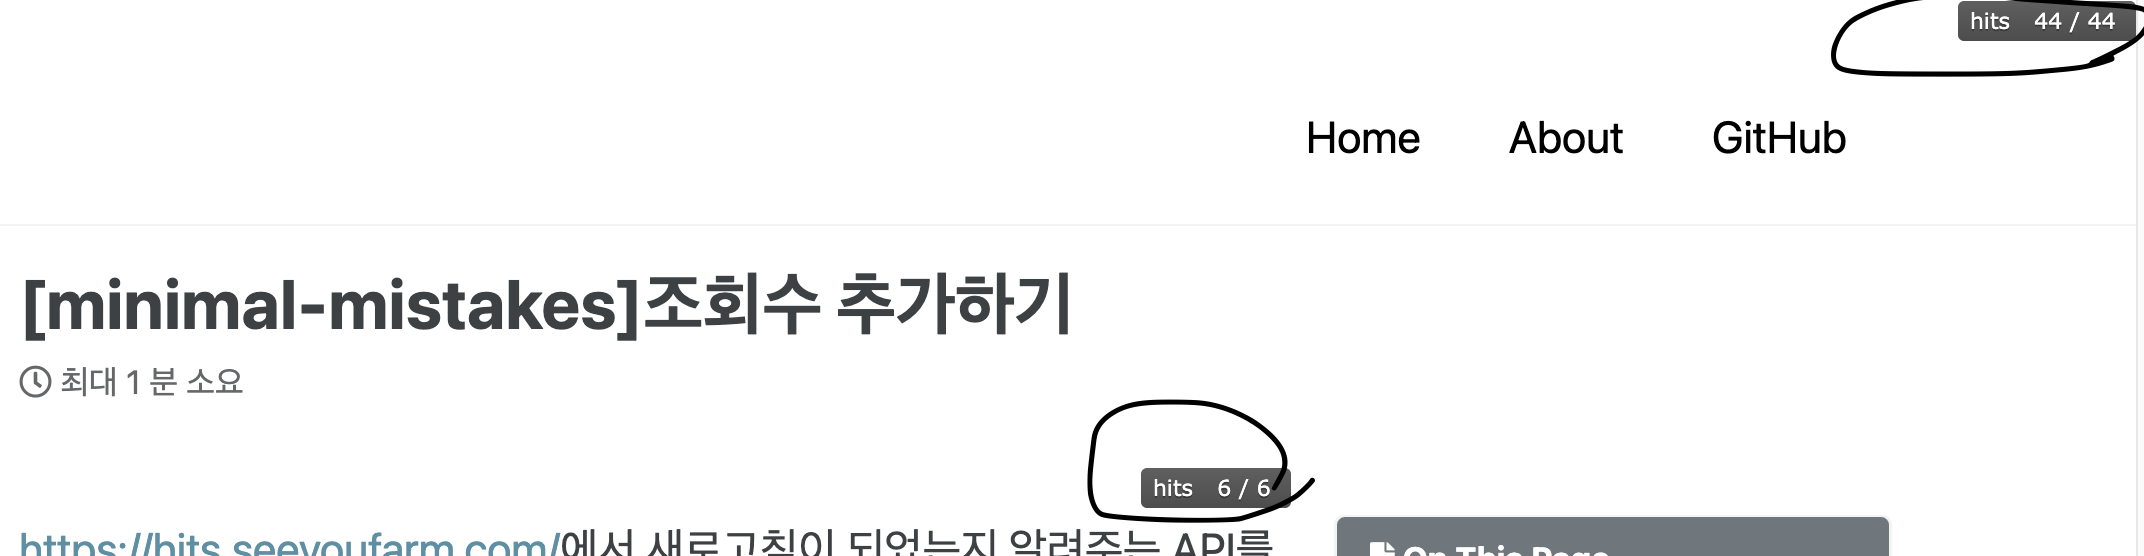 hits 44 / 44
Home About GitHub
[minimal-mistakes]조회수 추가하기
최대 1 분 소요
hits 6 / 6
https://hits.seeyoufarm.com/에서 새로고침이 되었는지 알려주는 API를
On This Page